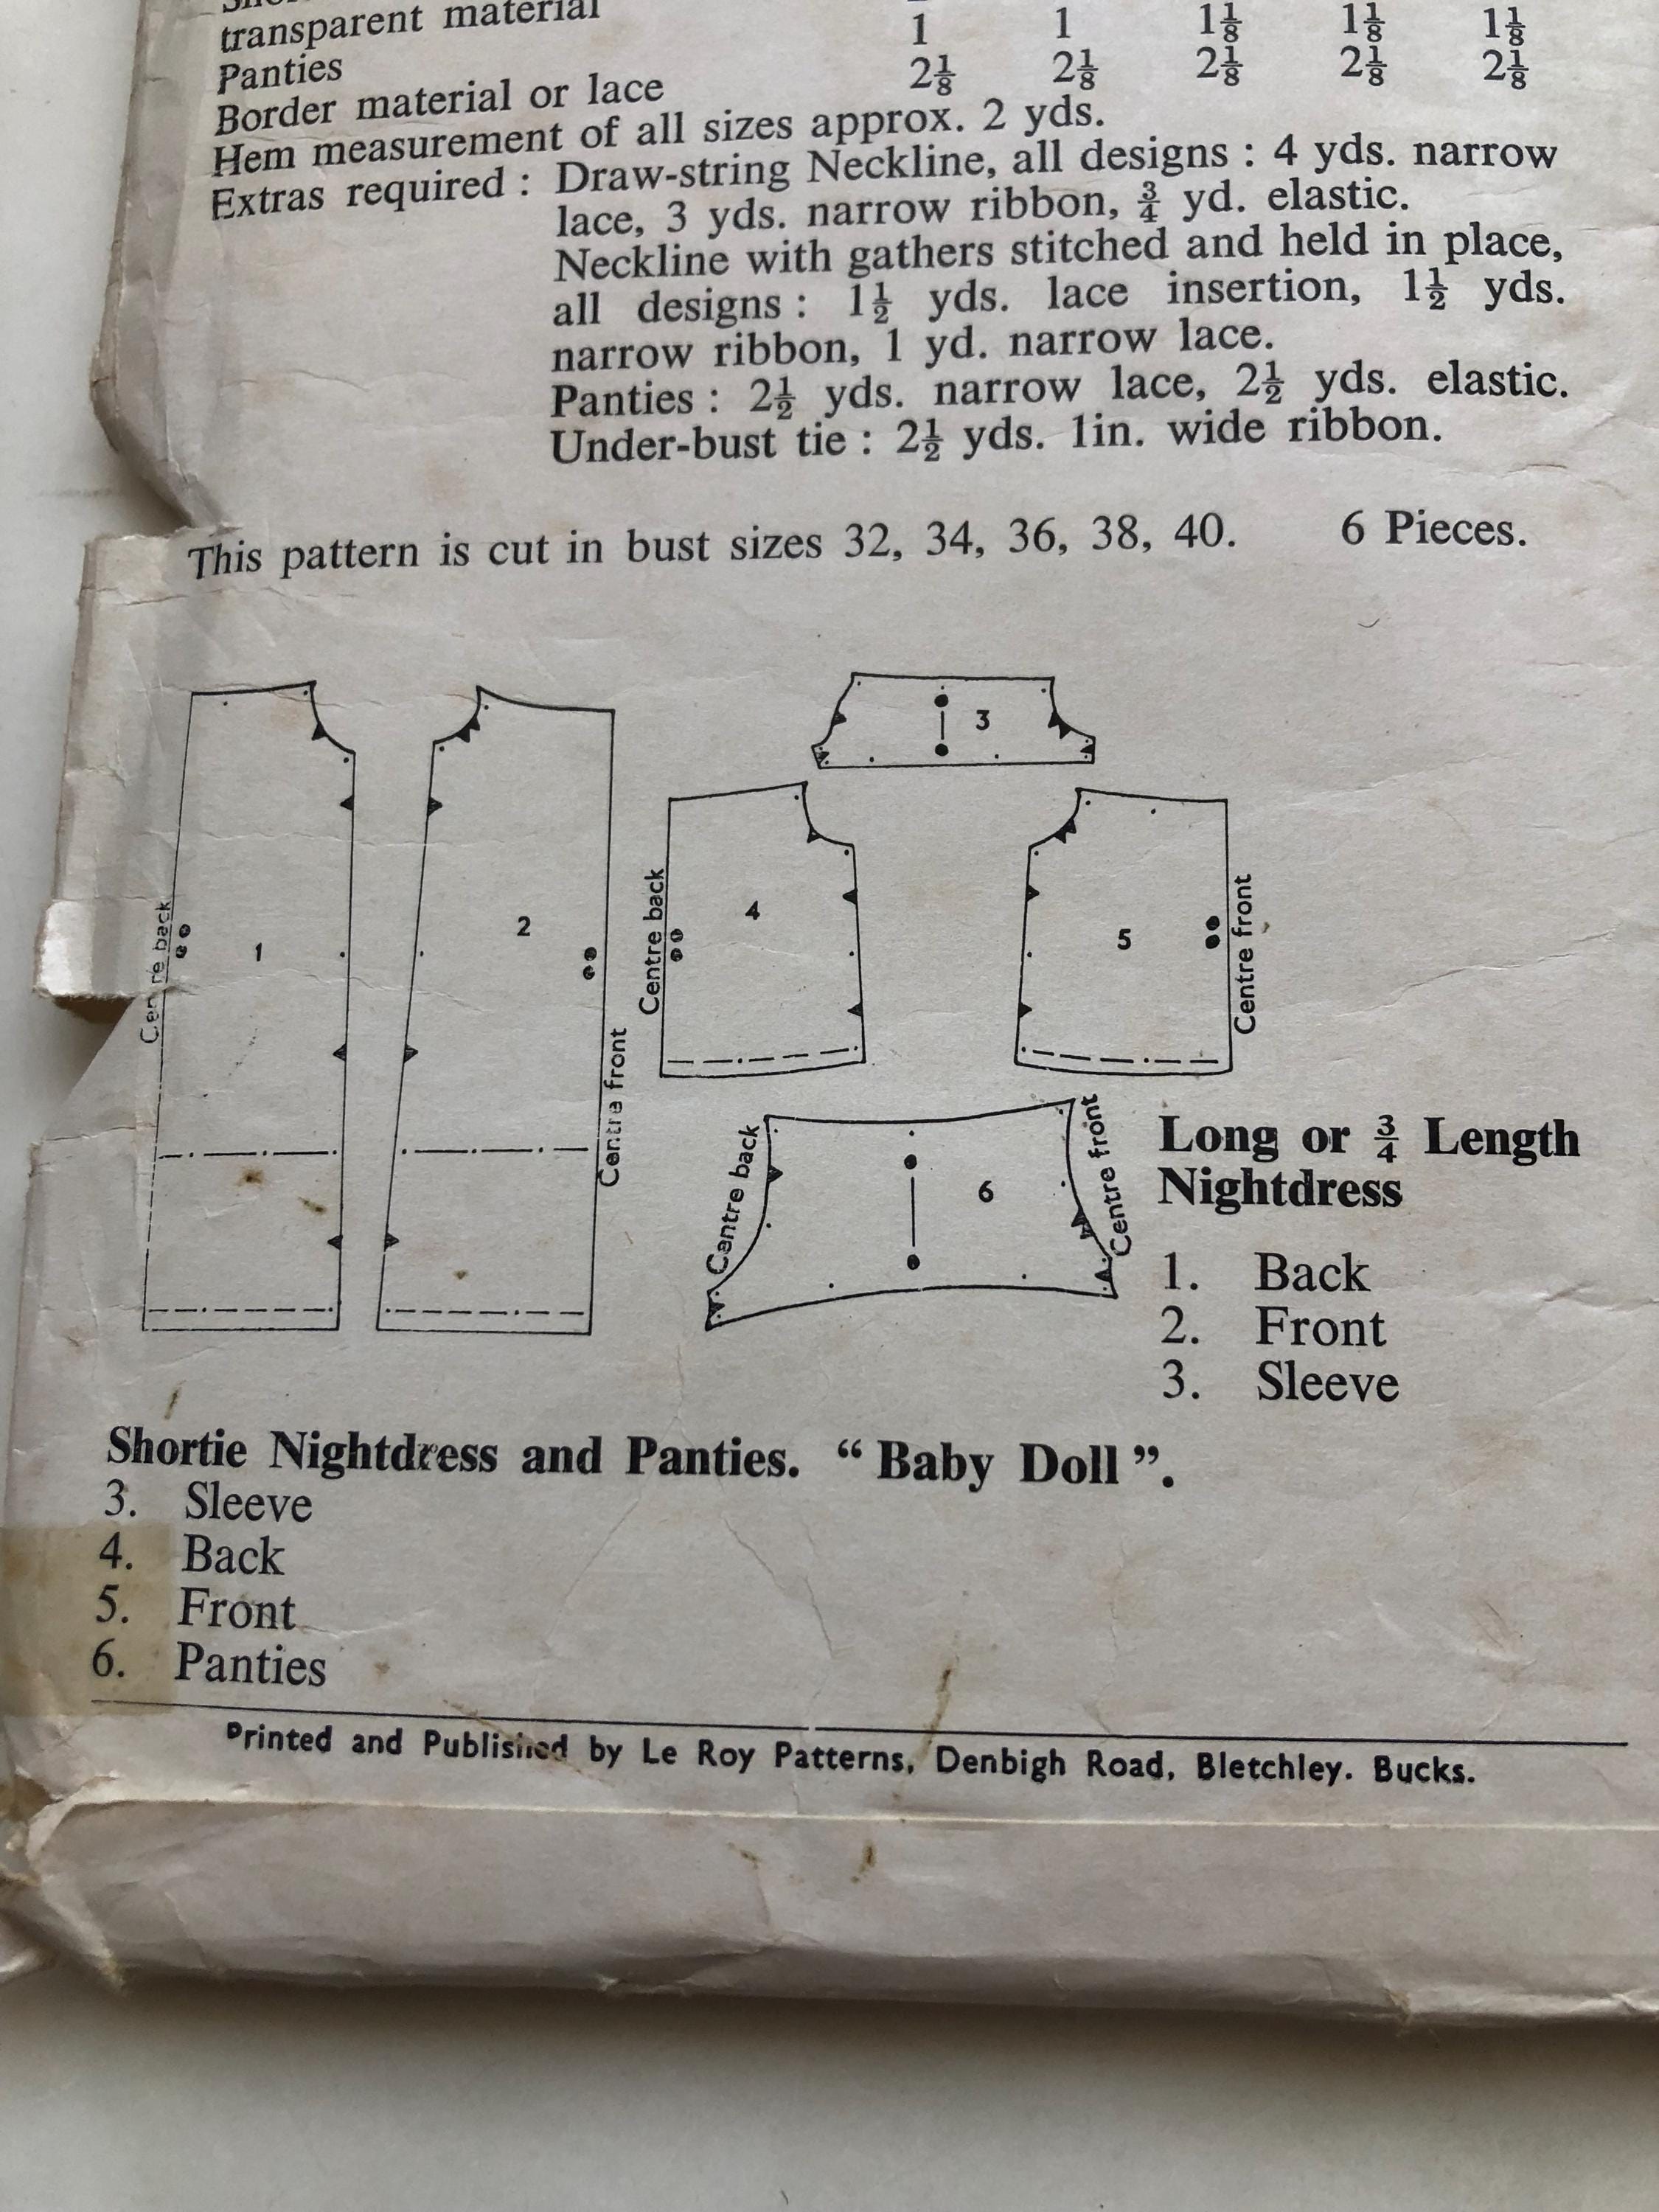 transparent material 1 1 1⅛ 1⅛ 1⅛
Panties 2⅛ 2⅛ 2⅛ 2⅛ 2⅛
Border material or lace
Hem measurement of all sizes approx. 2 yds.
Extras required : Draw-string Neckline, all designs : 4 yds. narrow
lace, 3 yds. narrow ribbon, ¾ yd. elastic.
Neckline with gathers stitched and held in place,
all designs : 1½ yds. lace insertion, 1½ yds.
narrow ribbon, 1 yd. narrow lace.
Panties : 2½ yds. narrow lace, 2½ yds. elastic.
Under-bust tie : 2½ yds. 1in. wide ribbon.
This pattern is cut in bust sizes 32, 34, 36, 38, 40. 6 Pieces.
Centre back
1
2
Centre front
3
Centre back
4
5
Centre front
Centre back
6
Centre front
Long or ¾ Length
Nightdress
1. Back
2. Front
3. Sleeve
Shortie Nightdress and Panties. “ Baby Doll ”.
3. Sleeve
4. Back
5. Front
6. Panties
Printed and Published by Le Roy Patterns, Denbigh Road, Bletchley. Bucks.